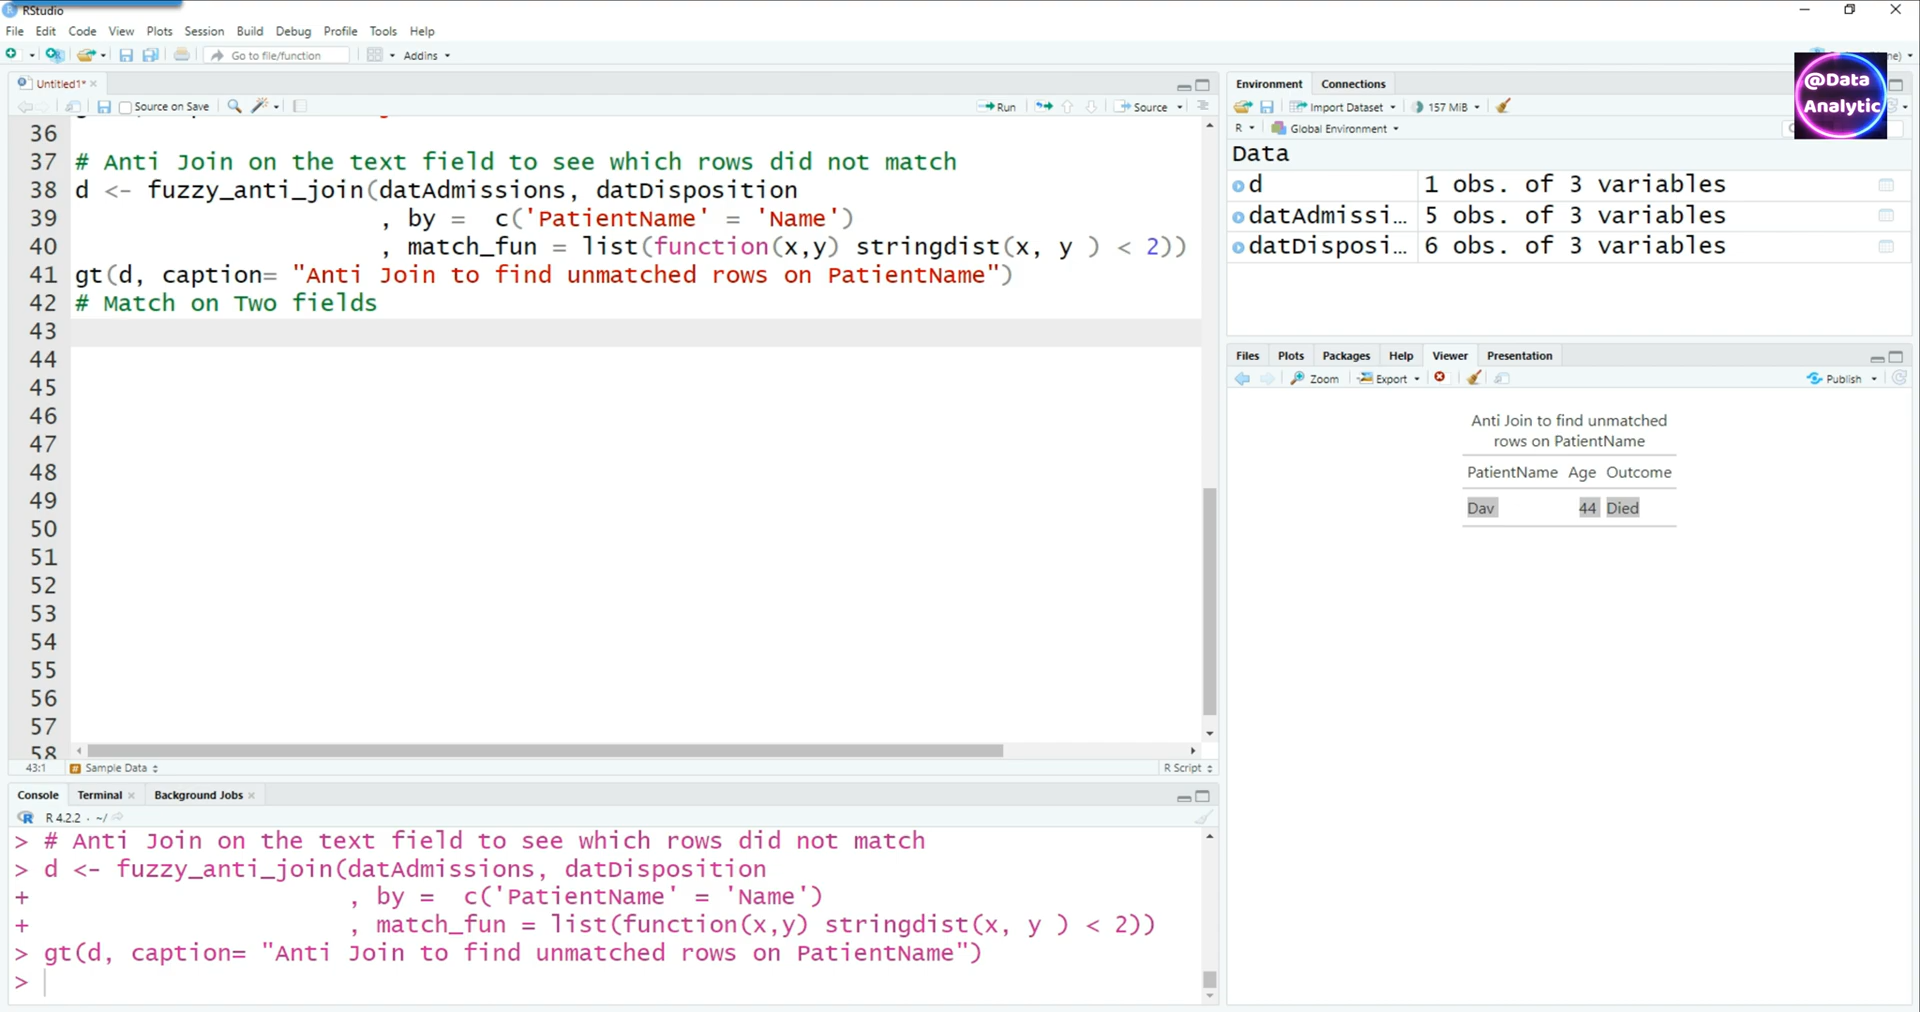 RStudio
File Edit Code View Plots Session Build Debug Profile Tools Help
Go to file/function Addins
Untitled1*
Source on Save Run Source
36
37 # Anti Join on the text field to see which rows did not match
38 d <- fuzzy_anti_join(datAdmissions, datDisposition
39 , by = c('PatientName' = 'Name')
40 , match_fun = list(function(x,y) stringdist(x, y ) < 2))
41 gt(d, caption= "Anti Join to find unmatched rows on PatientName")
42 # Match on Two fields
43
44
45
46
47
48
49
50
51
52
53
54
55
56
57
58
43:1 Sample Data R Script
Console Terminal Background Jobs
R 4.2.2 · ~/
> # Anti Join on the text field to see which rows did not match
> d <- fuzzy_anti_join(datAdmissions, datDisposition
+ , by = c('PatientName' = 'Name')
+ , match_fun = list(function(x,y) stringdist(x, y ) < 2))
> gt(d, caption= "Anti Join to find unmatched rows on PatientName")
>
Environment Connections
Import Dataset 157 MiB
R Global Environment
@Data
Analytic
Data
d 1 obs. of 3 variables
datAdmissi... 5 obs. of 3 variables
datDisposi... 6 obs. of 3 variables
Files Plots Packages Help Viewer Presentation
Zoom Export Publish
Anti Join to find unmatched
rows on PatientName
PatientName Age Outcome
Dav 44 Died